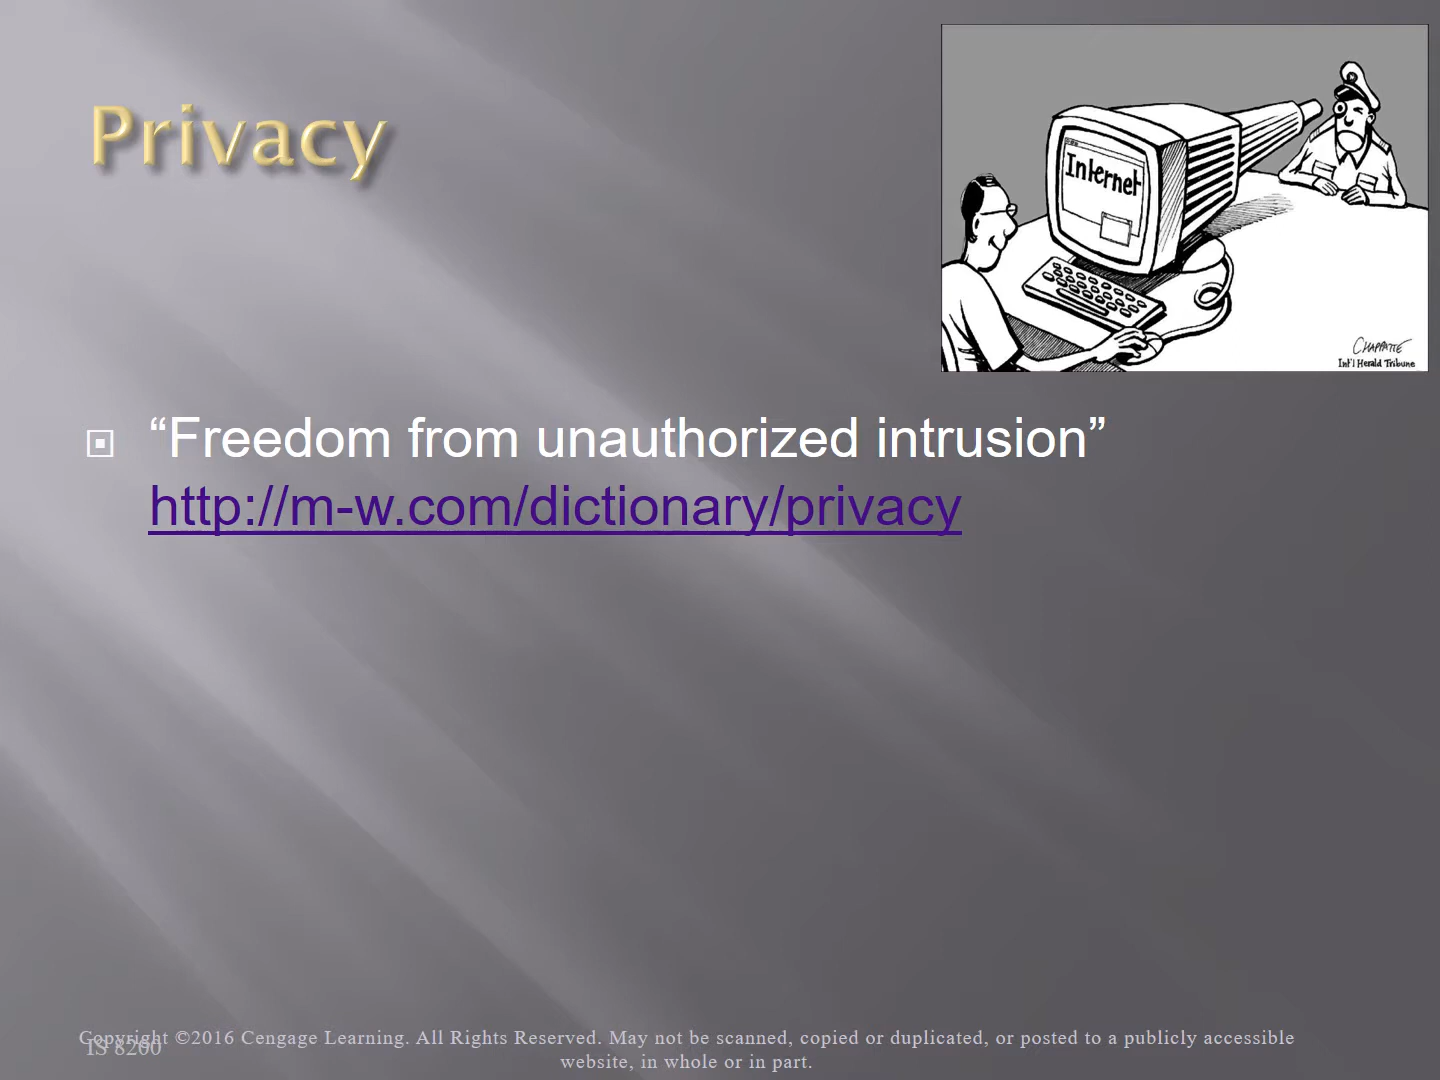 Privacy
Internet
CHAPPATTE
Int'l Herald Tribune
“Freedom from unauthorized intrusion”
http://m-w.com/dictionary/privacy
Copyright ©2016 Cengage Learning. All Rights Reserved. May not be scanned, copied or duplicated, or posted to a publicly accessible
website, in whole or in part.
IS 8200